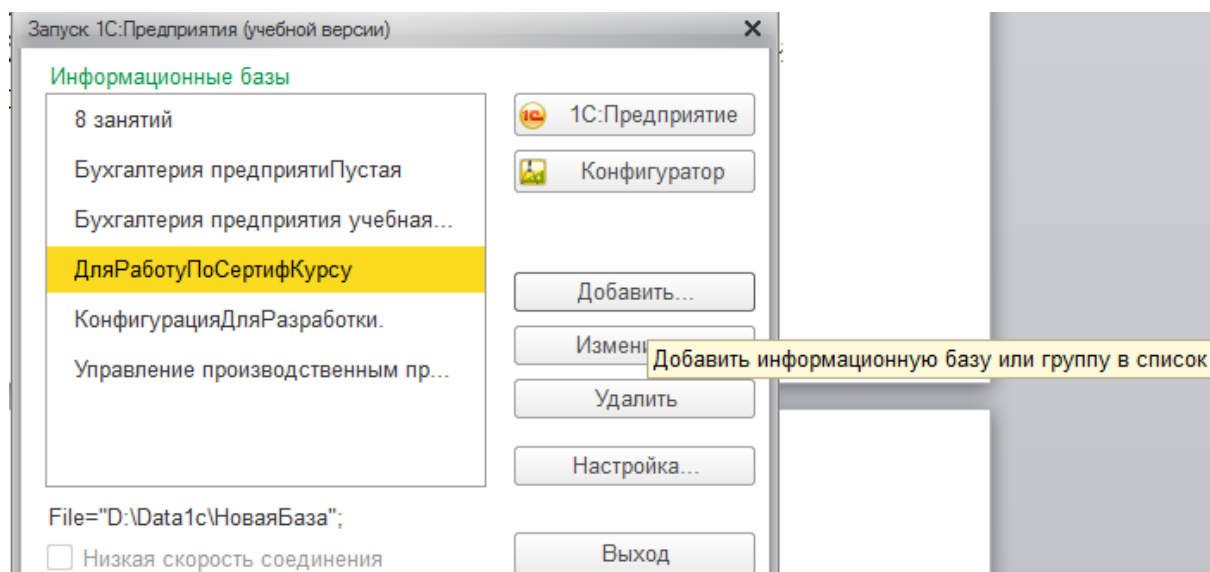 Запуск 1С:Предприятия (учебной версии)
Информационные базы
8 занятий
1С:Предприятие
Бухгалтерия предприятиПустая
Конфигуратор
Бухгалтерия предприятия учебная...
ДляРаботуПоСертифКурсу
Добавить...
КонфигурацияДляРазработки.
Измени
Добавить информационную базу или группу в список
Управление производственным пр...
Удалить
Настройка...
File="D:\Data1c\НоваяБаза";
Низкая скорость соединения
Выход